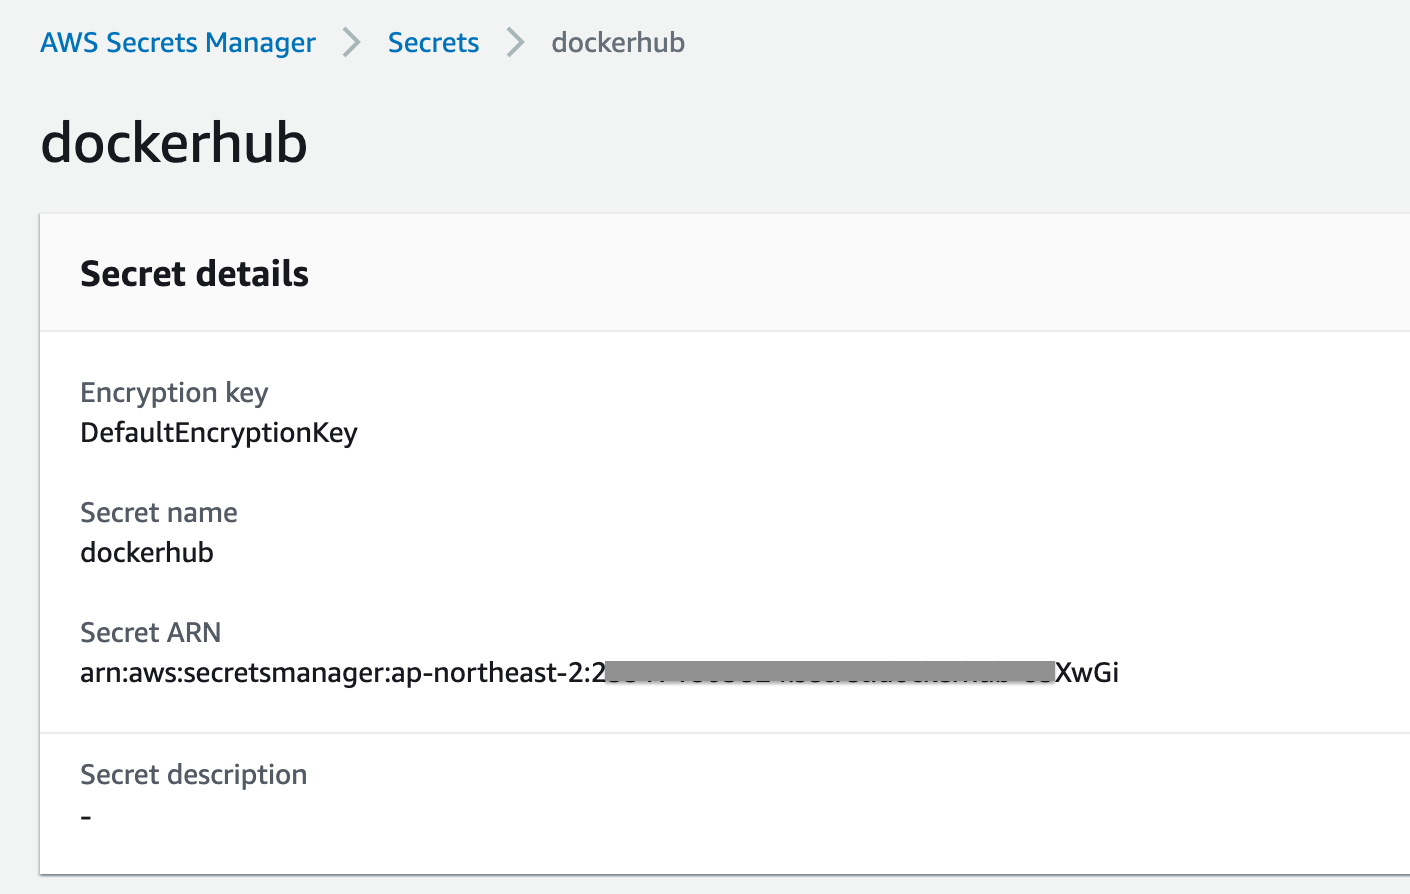 AWS Secrets Manager > Secrets > dockerhub
dockerhub
Secret details
Encryption key
DefaultEncryptionKey
Secret name
dockerhub
Secret ARN
arn:aws:secretsmanager:ap-northeast-2:2 XwGi
Secret description
-